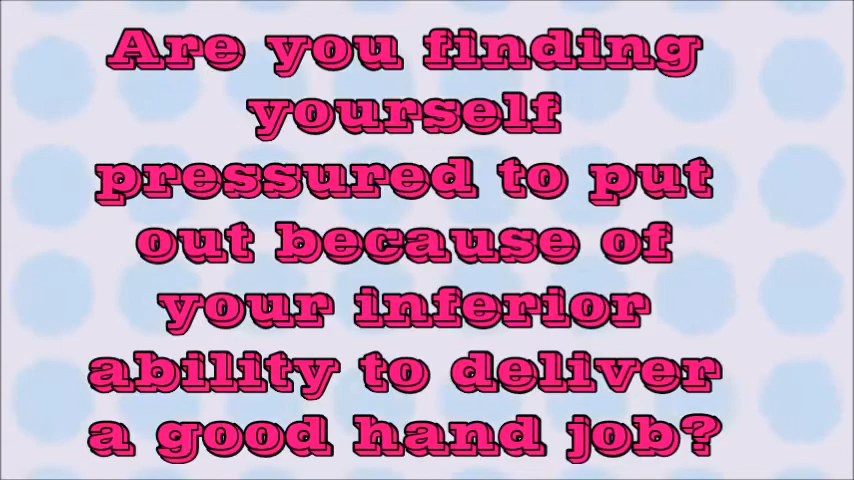 Are you finding
yourself
pressured to put
out because of
your inferior
ability to deliver
a good hand job?